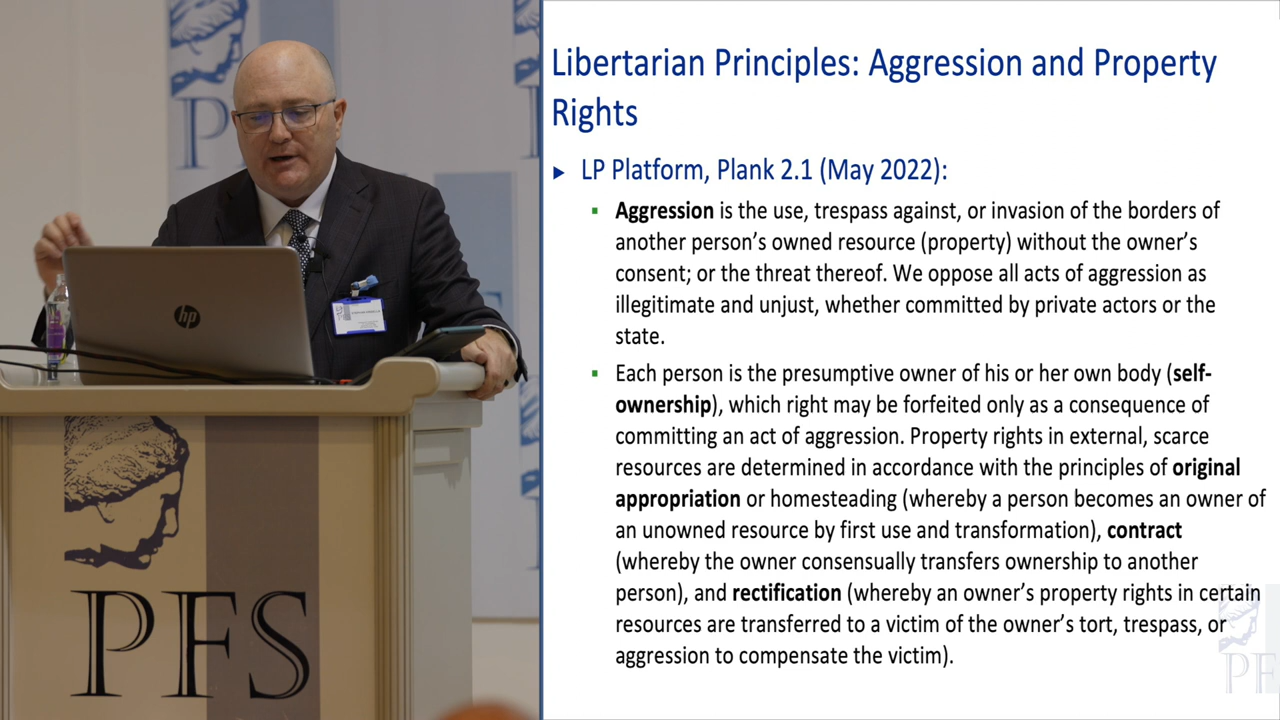 PFS
hp
PFS
Libertarian Principles: Aggression and Property
Rights
▶ LP Platform, Plank 2.1 (May 2022):
▪ Aggression is the use, trespass against, or invasion of the borders of
another person’s owned resource (property) without the owner’s
consent; or the threat thereof. We oppose all acts of aggression as
illegitimate and unjust, whether committed by private actors or the
state.
▪ Each person is the presumptive owner of his or her own body (self-
ownership), which right may be forfeited only as a consequence of
committing an act of aggression. Property rights in external, scarce
resources are determined in accordance with the principles of original
appropriation or homesteading (whereby a person becomes an owner of
an unowned resource by first use and transformation), contract
(whereby the owner consensually transfers ownership to another
person), and rectification (whereby an owner’s property rights in certain
resources are transferred to a victim of the owner’s tort, trespass, or
aggression to compensate the victim).
PF